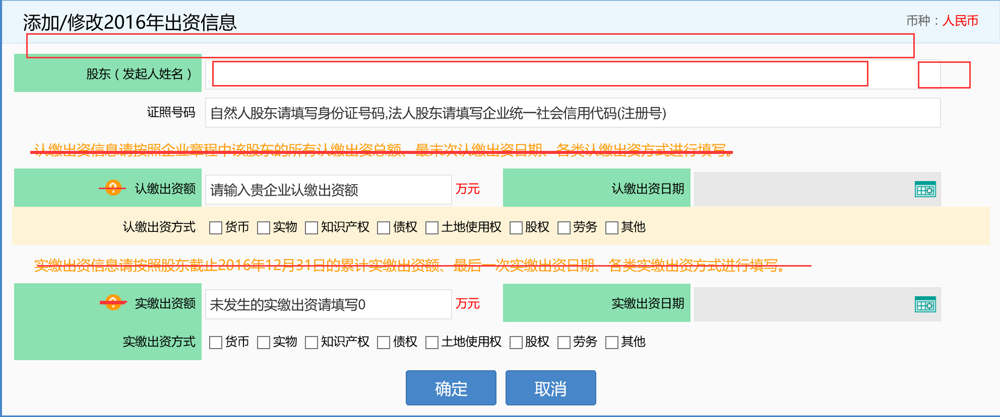 添加/修改2016年出资信息
币种：人民币
股东（发起人姓名）
证照号码 自然人股东请填写身份证号码,法人股东请填写企业统一社会信用代码(注册号)
认缴出资信息请按照企业章程中该股东的所有认缴出资总额、最末次认缴出资日期、各类认缴出资方式进行填写。
认缴出资额 请输入贵企业认缴出资额 万元 认缴出资日期
认缴出资方式 货币 实物 知识产权 债权 土地使用权 股权 劳务 其他
实缴出资信息请按照股东截止2016年12月31日的累计实缴出资额、最后一次实缴出资日期、各类实缴出资方式进行填写。
实缴出资额 未发生的实缴出资请填写0 万元 实缴出资日期
实缴出资方式 货币 实物 知识产权 债权 土地使用权 股权 劳务 其他
确定 取消